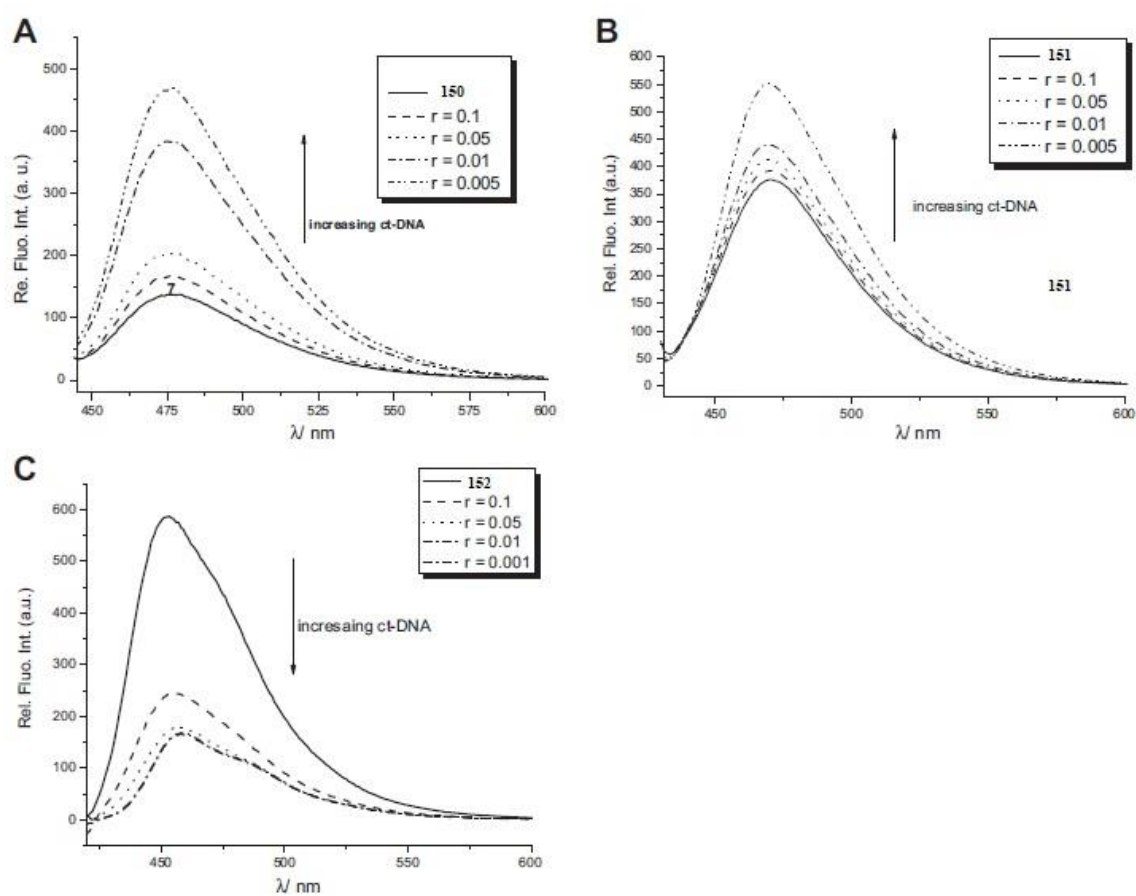 A
Re. Fluo. Int. (a. u.)
500
400
300
200
100
0
450
475
500
525
550
575
600
λ/ nm
150
r = 0.1
r = 0.05
r = 0.01
r = 0.005
increasing ct-DNA
7
B
Rel. Fluo. Int (a. u.)
600
550
500
450
400
350
300
250
200
150
100
50
0
450
500
550
600
λ/ nm
151
r = 0.1
r = 0.05
r = 0.01
r = 0.005
increasing ct-DNA
151
C
Rel. Fluo. Int. (a.u.)
600
500
400
300
200
100
0
450
500
550
600
λ/ nm
152
r = 0.1
r = 0.05
r = 0.01
r = 0.001
incresaing ct-DNA